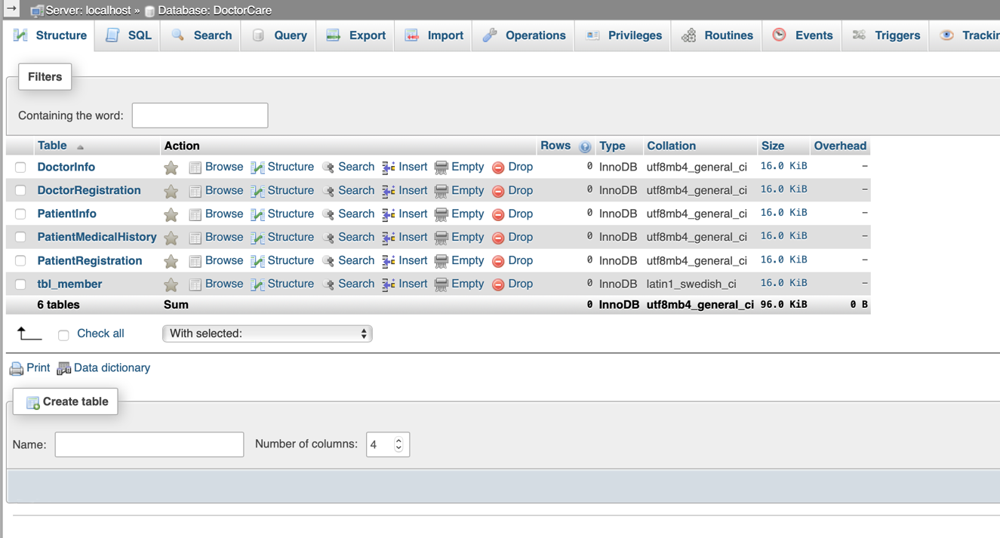 Server: localhost » Database: DoctorCare
Structure SQL Search Query Export Import Operations Privileges Routines Events Triggers
Filters
Containing the word:
Table Action Rows Type Collation Size Overhead
DoctorInfo Browse Structure Search Insert Empty Drop 0 InnoDB utf8mb4_general_ci 16.0 KiB –
DoctorRegistration Browse Structure Search Insert Empty Drop 0 InnoDB utf8mb4_general_ci 16.0 KiB –
PatientInfo Browse Structure Search Insert Empty Drop 0 InnoDB utf8mb4_general_ci 16.0 KiB –
PatientMedicalHistory Browse Structure Search Insert Empty Drop 0 InnoDB utf8mb4_general_ci 16.0 KiB –
PatientRegistration Browse Structure Search Insert Empty Drop 0 InnoDB utf8mb4_general_ci 16.0 KiB –
tbl_member Browse Structure Search Insert Empty Drop 0 InnoDB latin1_swedish_ci 16.0 KiB –
6 tables Sum 0 InnoDB utf8mb4_general_ci 96.0 KiB 0 B
Check all With selected:
Print Data dictionary
Create table
Name: Number of columns: 4